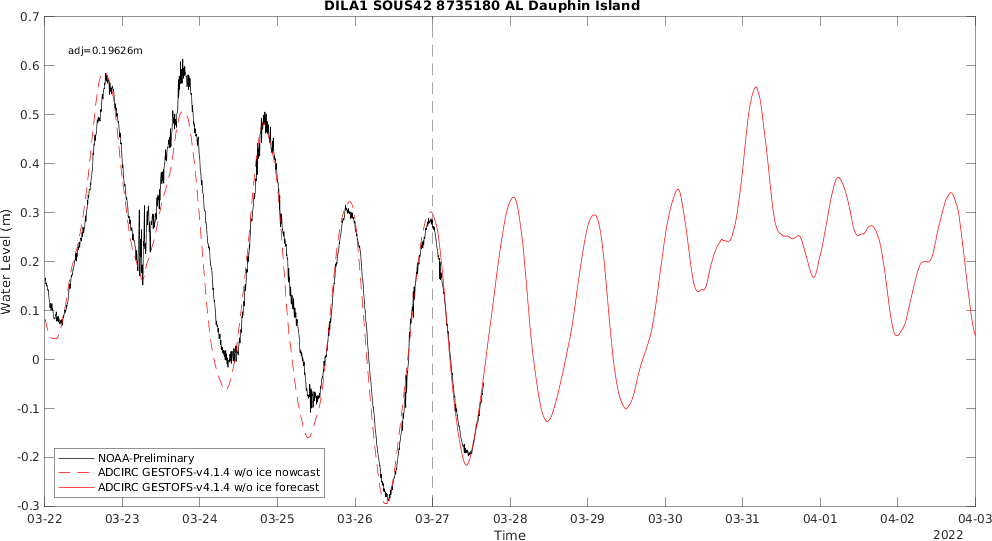 DILA1 SOUS42 8735180 AL Dauphin Island
adj=0.19626m
0.7
0.6
0.5
0.4
0.3
0.2
0.1
0
-0.1
-0.2
-0.3
Water Level (m)
NOAA-Preliminary
ADCIRC GESTOFS-v4.1.4 w/o ice nowcast
ADCIRC GESTOFS-v4.1.4 w/o ice forecast
03-22 03-23 03-24 03-25 03-26 03-27 03-28 03-29 03-30 03-31 04-01 04-02 04-03
Time
2022